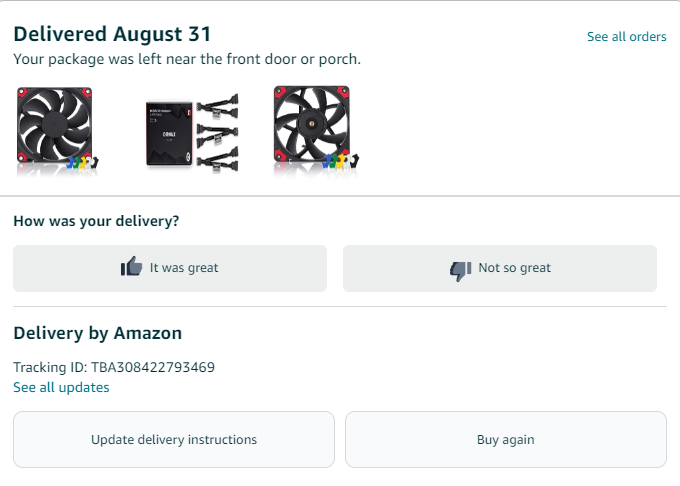 Delivered August 31
See all orders
Your package was left near the front door or porch.
How was your delivery?
It was great
Not so great
Delivery by Amazon
Tracking ID: TBA308422793469
See all updates
Update delivery instructions
Buy again